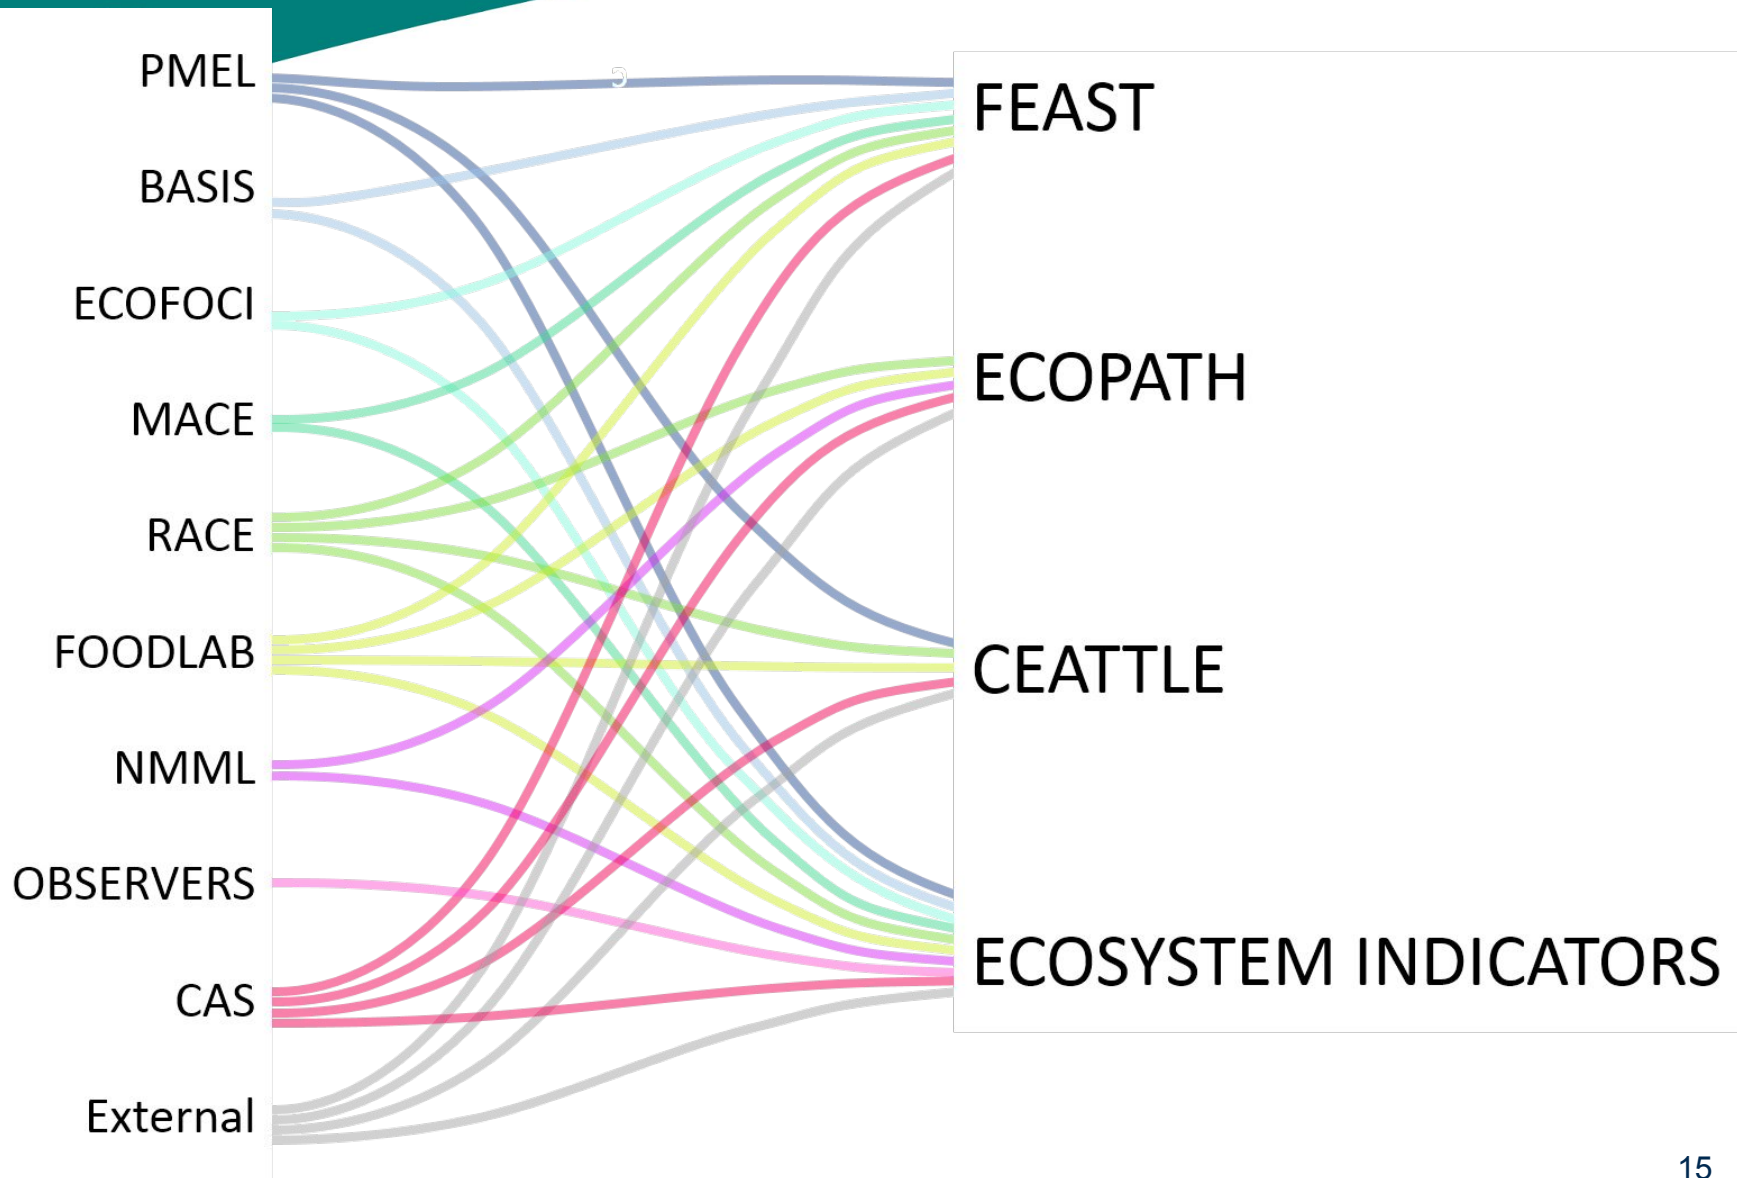 PMEL
BASIS
ECOFOCI
MACE
RACE
FOODLAB
NMML
OBSERVERS
CAS
External
FEAST
ECOPATH
CEATTLE
ECOSYSTEM INDICATORS
15